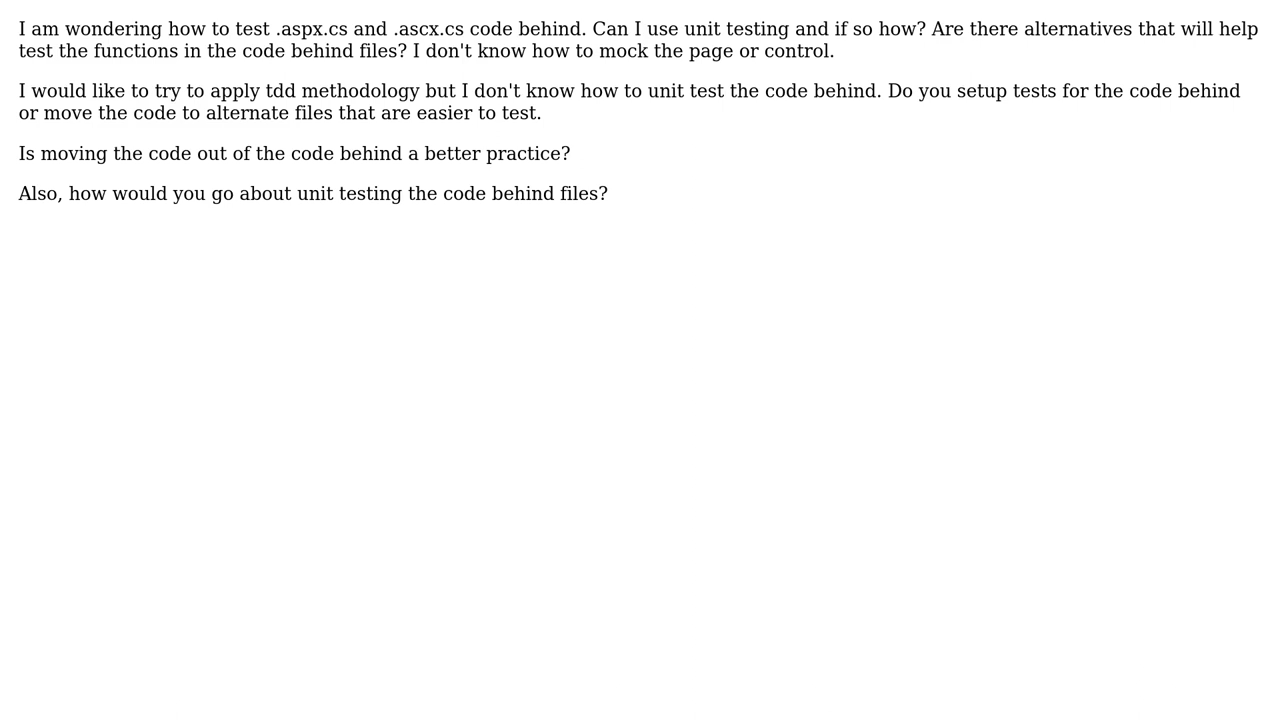 I am wondering how to test .aspx.cs and .ascx.cs code behind. Can I use unit testing and if so how? Are there alternatives that will help
test the functions in the code behind files? I don't know how to mock the page or control.
I would like to try to apply tdd methodology but I don't know how to unit test the code behind. Do you setup tests for the code behind
or move the code to alternate files that are easier to test.
Is moving the code out of the code behind a better practice?
Also, how would you go about unit testing the code behind files?